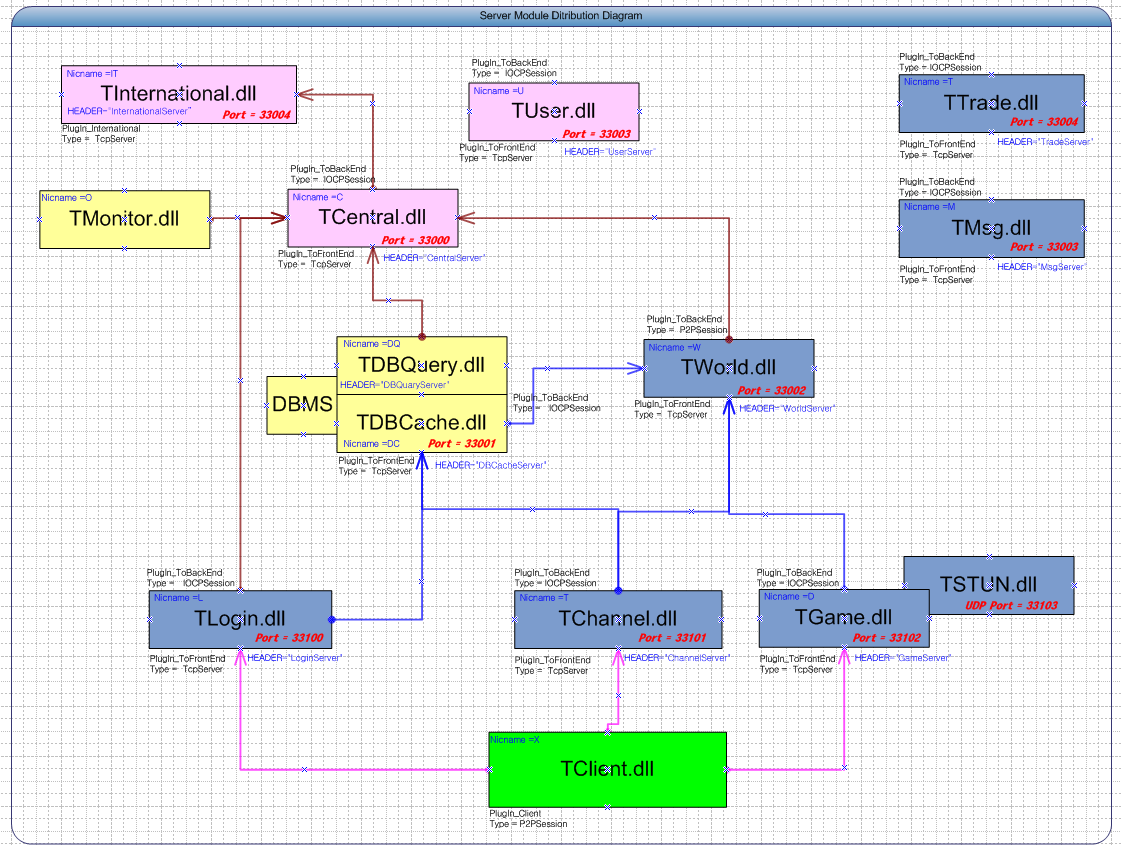 Server Module Ditribution Diagram
Nicname =IT
TInternational.dll
HEADER="InternationalServer"
Port = 33004
PlugIn_International
Type = TcpServer
PlugIn_ToBackEnd
Type = IOCPSession
Nicname =U
TUser.dll
Port = 33003
PlugIn_ToFrontEnd
Type = TcpServer
HEADER="UserServer"
PlugIn_ToBackEnd
Type = IOCPSession
Nicname =T
TTrade.dll
Port = 33004
PlugIn_ToFrontEnd
Type = TcpServer
HEADER="TradeServer"
Nicname =O
TMonitor.dll
PlugIn_ToBackEnd
Type = IOCPSession
Nicname =C
TCentral.dll
Port = 33000
PlugIn_ToFrontEnd
Type = TcpServer
HEADER="CentralServer"
PlugIn_ToBackEnd
Type = IOCPSession
Nicname =M
TMsg.dll
Port = 33003
PlugIn_ToFrontEnd
Type = TcpServer
HEADER="MsgServer"
Nicname =DQ
TDBQuery.dll
HEADER="DBQuaryServer"
DBMS
TDBCache.dll
Nicname =DC
Port = 33001
PlugIn_ToFrontEnd
Type = TcpServer
HEADER="DBCacheServer"
PlugIn_ToBackEnd
Type = IOCPSession
PlugIn_ToBackEnd
Type = P2PSession
Nicname =W
TWorld.dll
Port = 33002
PlugIn_ToFrontEnd
Type = TcpServer
HEADER="WorldServer"
PlugIn_ToBackEnd
Type = IOCPSession
Nicname =L
TLogin.dll
Port = 33100
PlugIn_ToFrontEnd
Type = TcpServer
HEADER="LoginServer"
PlugIn_ToBackEnd
Type = IOCPSession
Nicname =T
TChannel.dll
Port = 33101
PlugIn_ToFrontEnd
Type = TcpServer
HEADER="ChannelServer"
PlugIn_ToBackEnd
Type = IOCPSession
Nicname =D
TGame.dll
Port = 33102
PlugIn_ToFrontEnd
Type = TcpServer
HEADER="GameServer"
TSTUN.dll
UDP Port = 33103
Nicname =X
TClient.dll
PlugIn_Client
Type = P2PSession